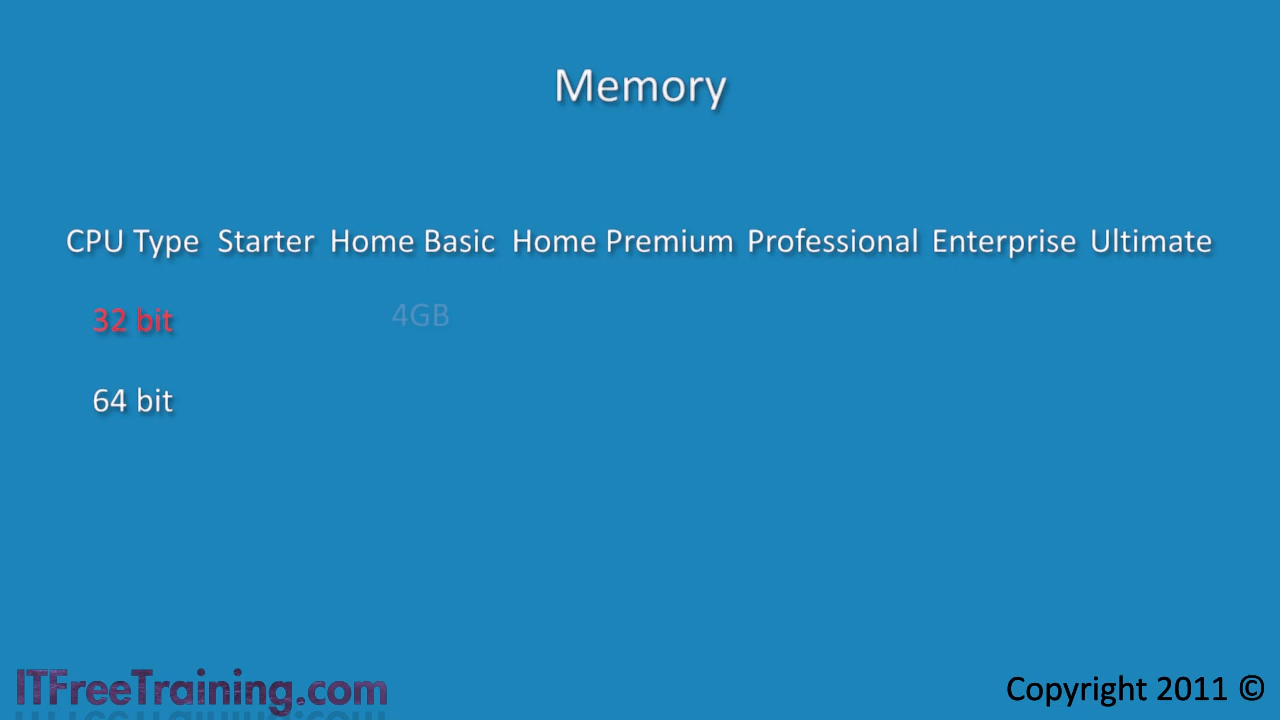 Memory
CPU Type Starter Home Basic Home Premium Professional Enterprise Ultimate
32 bit 4GB
64 bit
ITFreeTraining.com
Copyright 2011 ©